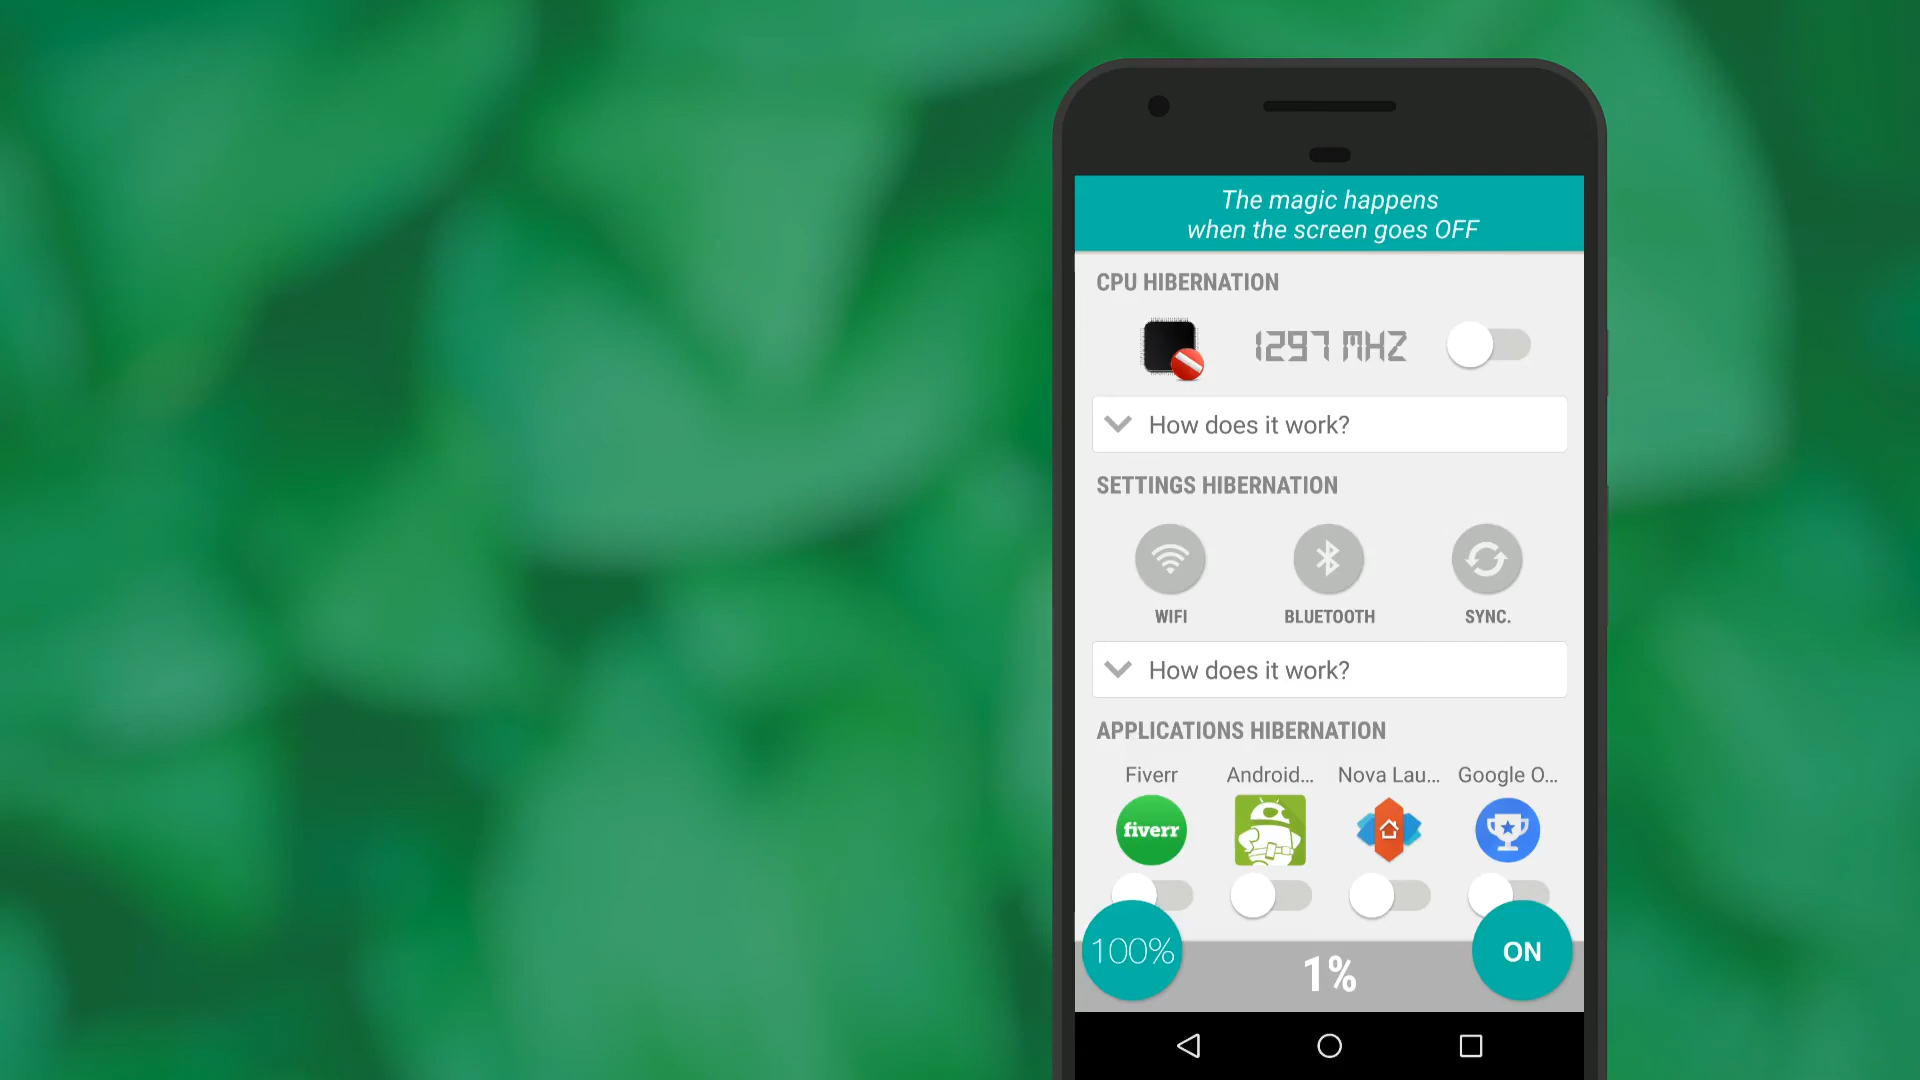 The magic happens
when the screen goes OFF
CPU HIBERNATION
1297 MHZ
How does it work?
SETTINGS HIBERNATION
WIFI BLUETOOTH SYNC.
How does it work?
APPLICATIONS HIBERNATION
Fiverr Android... Nova Lau... Google O...
fiverr
100% 1% ON